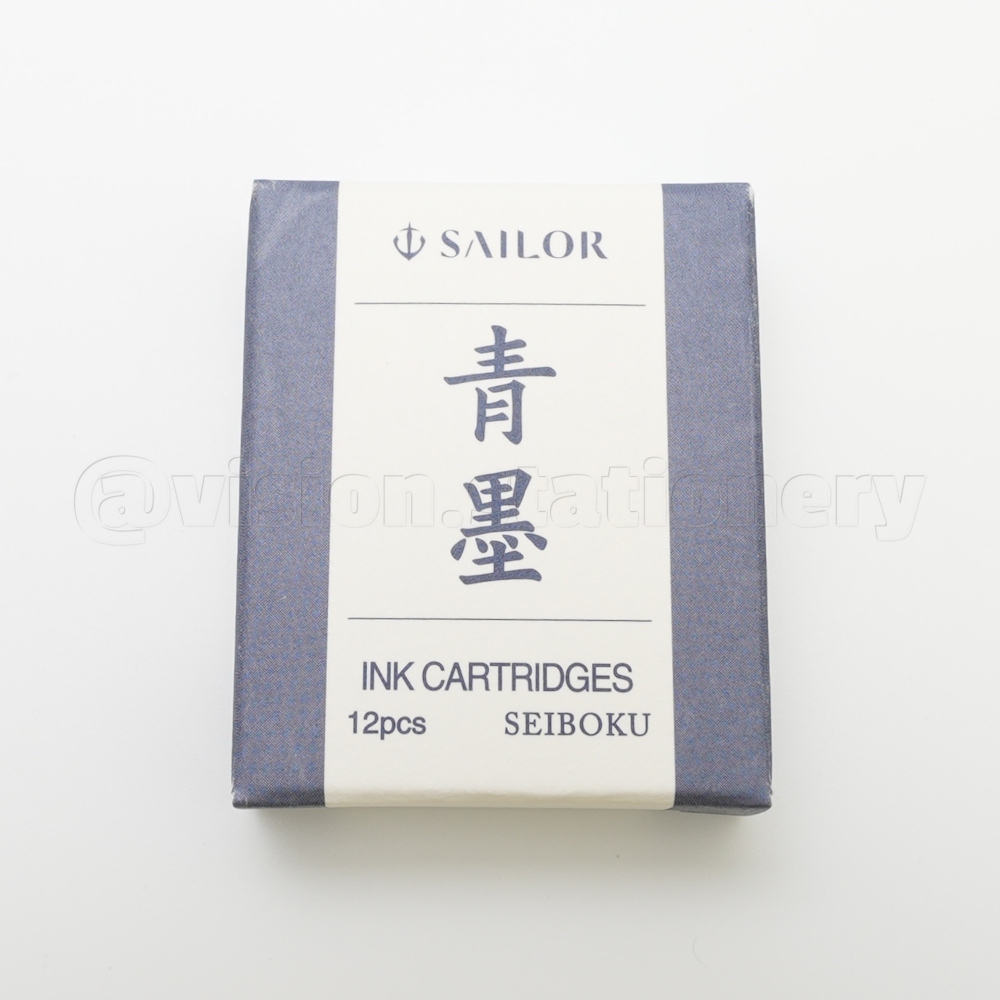 SAILOR
青
墨
@vision.stationery
INK CARTRIDGES
12pcs SEIBOKU